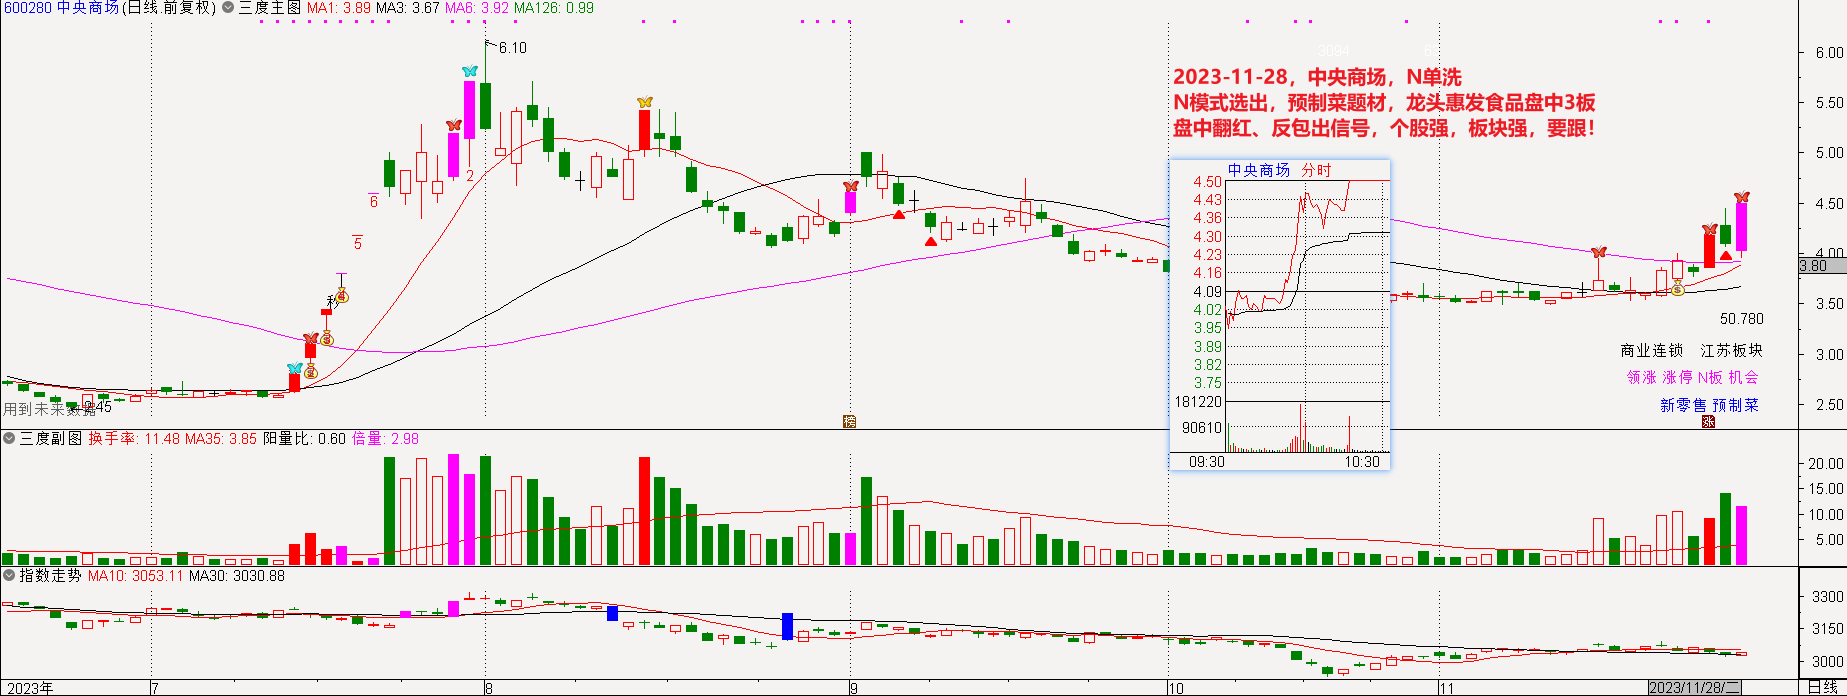 600280 中央商场(日线.前复权) 三度主图 MA1: 3.89 MA3: 3.67 MA6: 3.92 MA126: 0.99
6.10
3094
2023-11-28，中央商场，N单洗
N模式选出，预制菜题材，龙头惠发食品盘中3板
盘中翻红、反包出信号，个股强，板块强，要跟！
中央商场 分时
4.50
4.43
4.36
4.30
4.23
4.16
4.09
4.02
3.95
3.89
3.82
3.75
181220
90610
09:30 10:30
6.00
5.50
5.00
4.50
4.00
3.80
3.50
3.00
2.50
2
6
5
秒
50.780
商业连锁 江苏板块
领涨 涨停 N板 机会
新零售 预制菜
用到未来数据
2.45
榜
涨
三度副图 换手率: 11.48 MA35: 3.85 阳量比: 0.60 倍量: 2.98
20.00
15.00
10.00
5.00
指数走势 MA10: 3053.11 MA30: 3030.88
3300
3150
3000
2023年 7 8 9 10 11 2023/11/28/二 日线